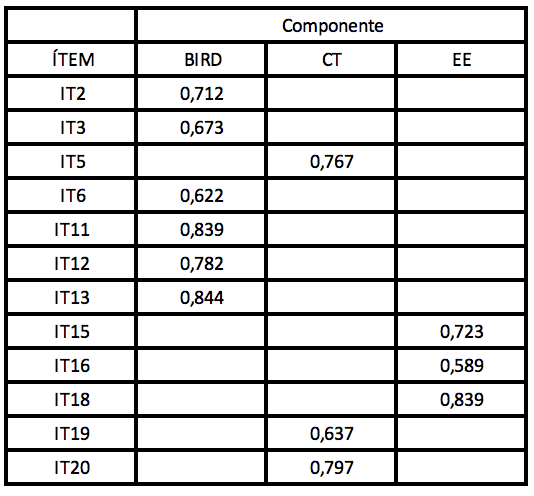 Componente
ÍTEM BIRD CT EE
IT2 0,712
IT3 0,673
IT5 0,767
IT6 0,622
IT11 0,839
IT12 0,782
IT13 0,844
IT15 0,723
IT16 0,589
IT18 0,839
IT19 0,637
IT20 0,797